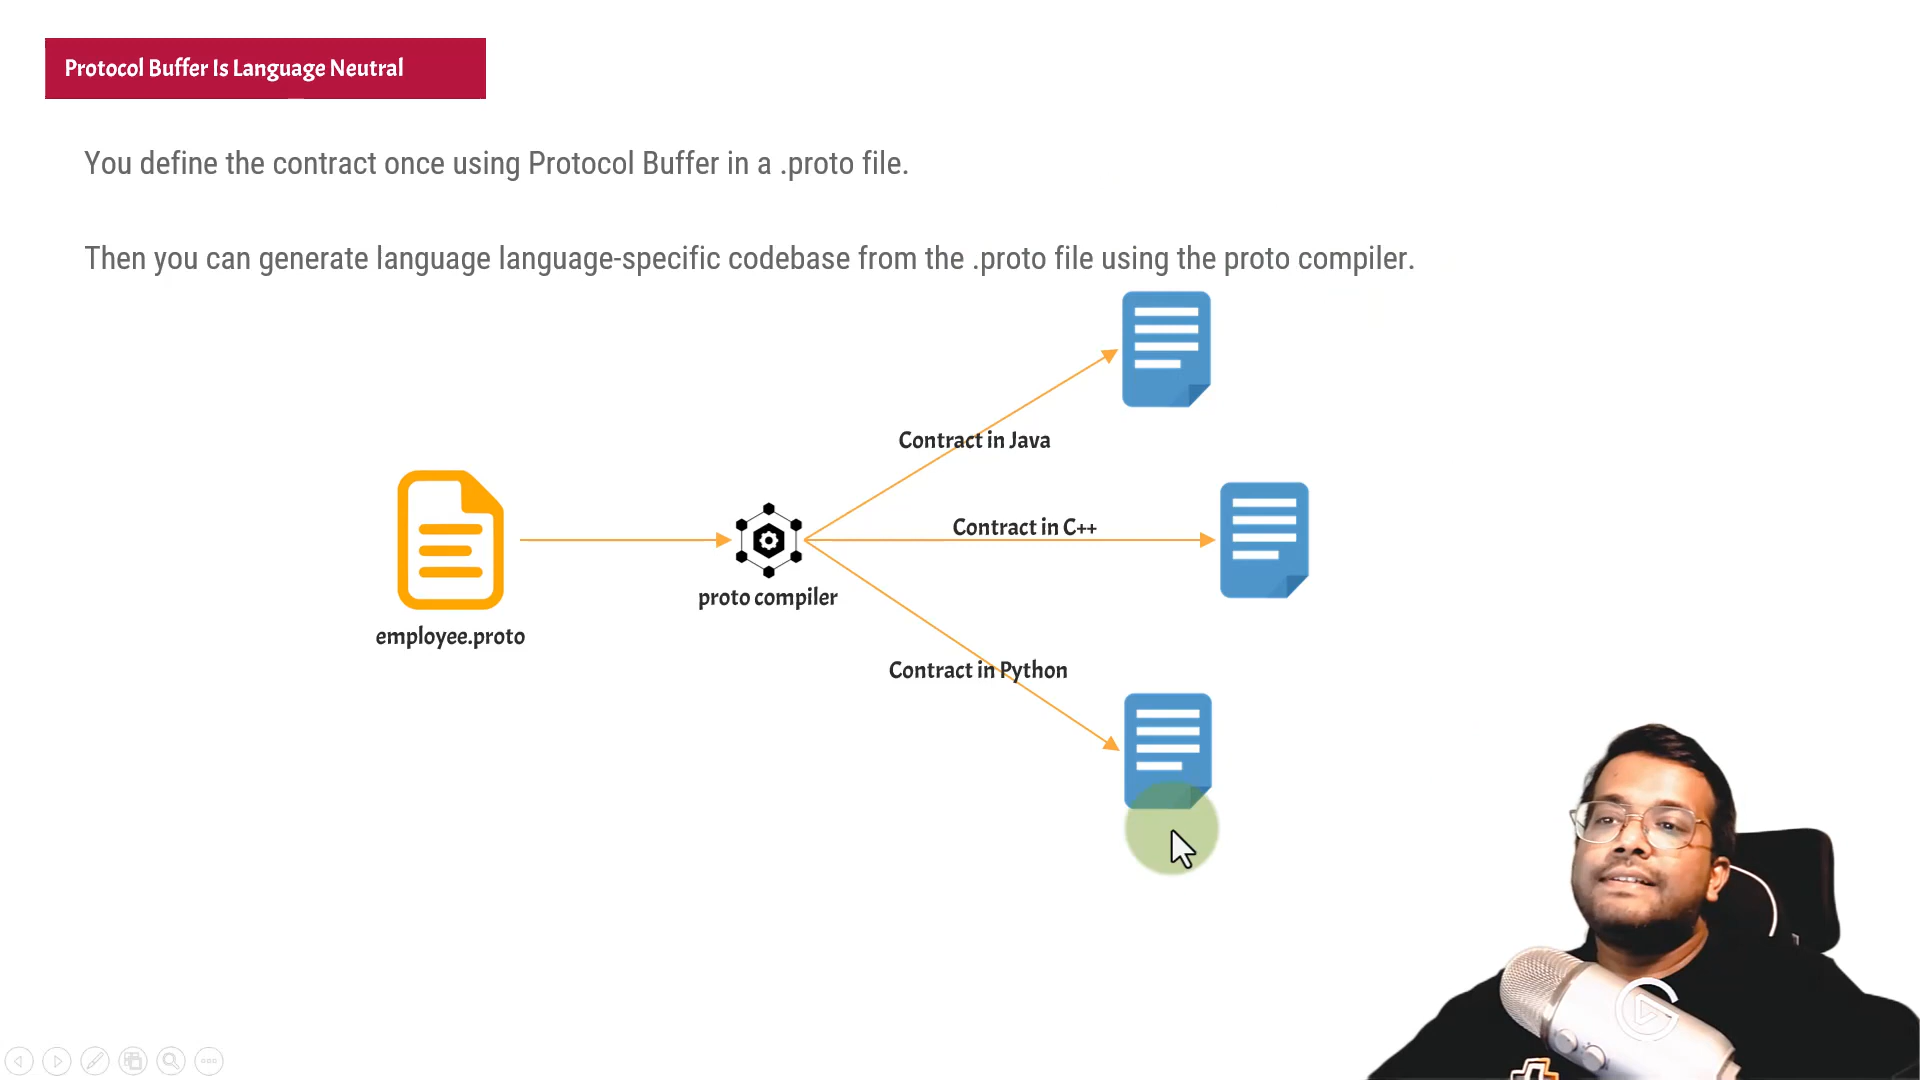 Protocol Buffer Is Language Neutral
You define the contract once using Protocol Buffer in a .proto file.
Then you can generate language language-specific codebase from the .proto file using the proto compiler.
Contract in Java
Contract in C++
proto compiler
employee.proto
Contract in Python